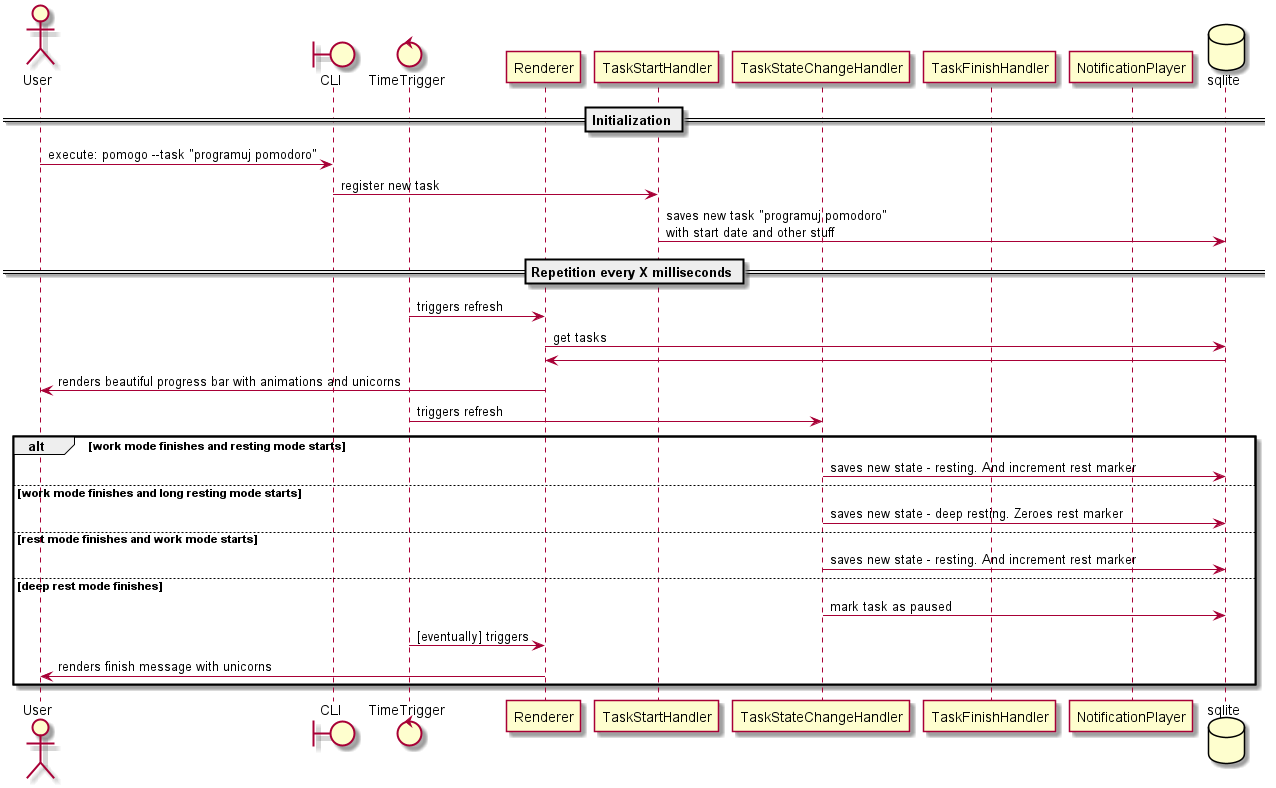 User
CLI
TimeTrigger
Renderer
TaskStartHandler
TaskStateChangeHandler
TaskFinishHandler
NotificationPlayer
sqlite
Initialization
execute: pomogo --task "programuj pomodoro"
register new task
saves new task "programuj pomodoro"
with start date and other stuff
Repetition every X milliseconds
triggers refresh
get tasks
renders beautiful progress bar with animations and unicorns
triggers refresh
alt [work mode finishes and resting mode starts]
saves new state - resting. And increment rest marker
[work mode finishes and long resting mode starts]
saves new state - deep resting. Zeroes rest marker
[rest mode finishes and work mode starts]
saves new state - resting. And increment rest marker
[deep rest mode finishes]
mark task as paused
[eventually] triggers
renders finish message with unicorns
User
CLI
TimeTrigger
Renderer
TaskStartHandler
TaskStateChangeHandler
TaskFinishHandler
NotificationPlayer
sqlite